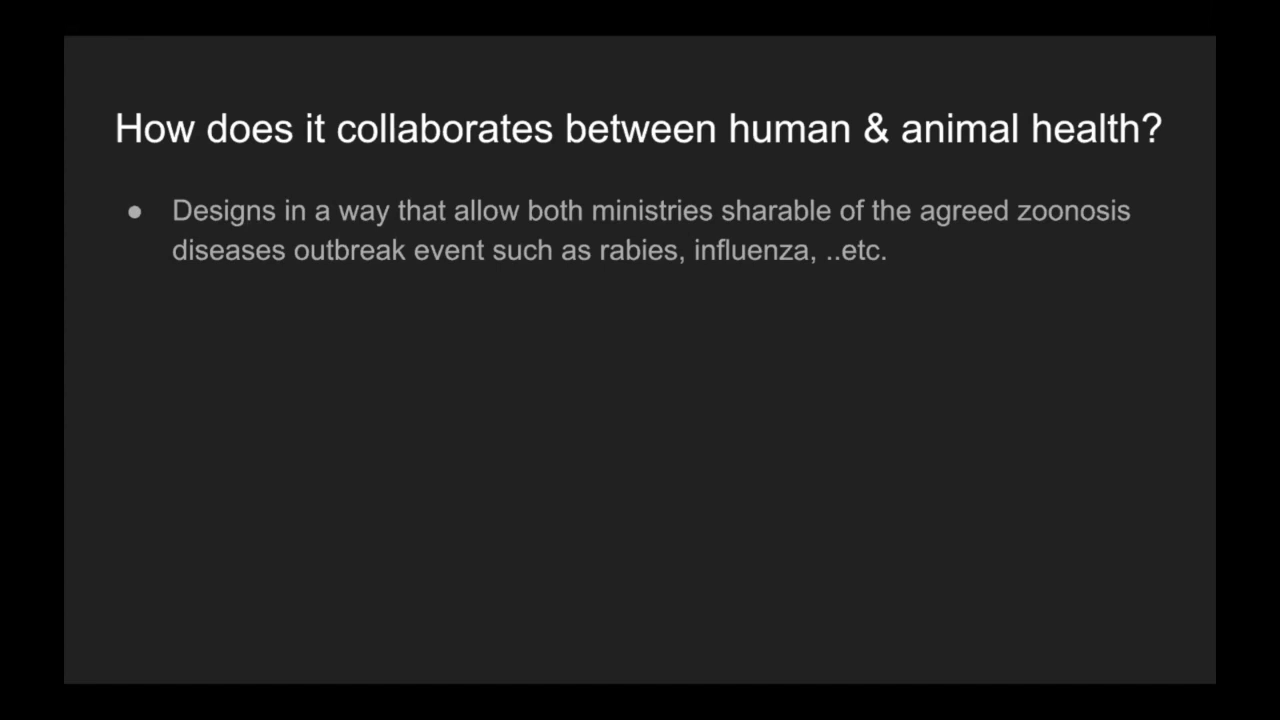 How does it collaborates between human & animal health?
● Designs in a way that allow both ministries sharable of the agreed zoonosis
diseases outbreak event such as rabies, influenza, ..etc.